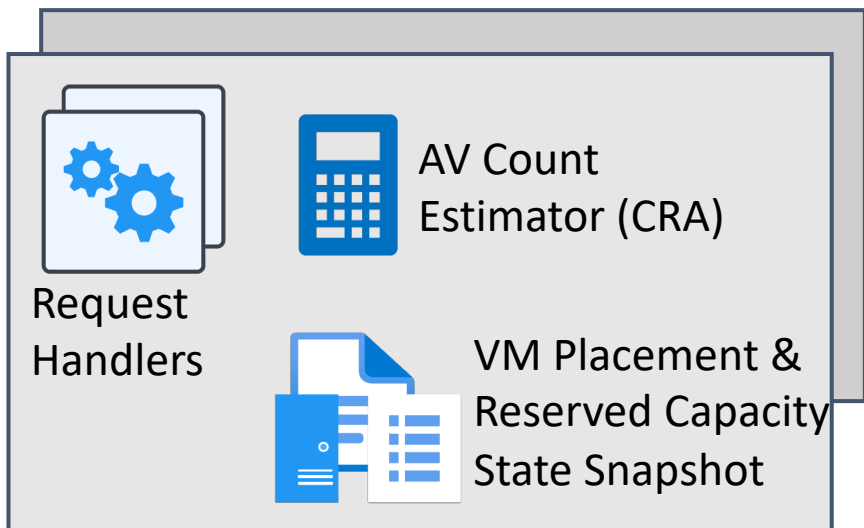 AV Count
Estimator (CRA)
Request
Handlers
VM Placement &
Reserved Capacity
State Snapshot